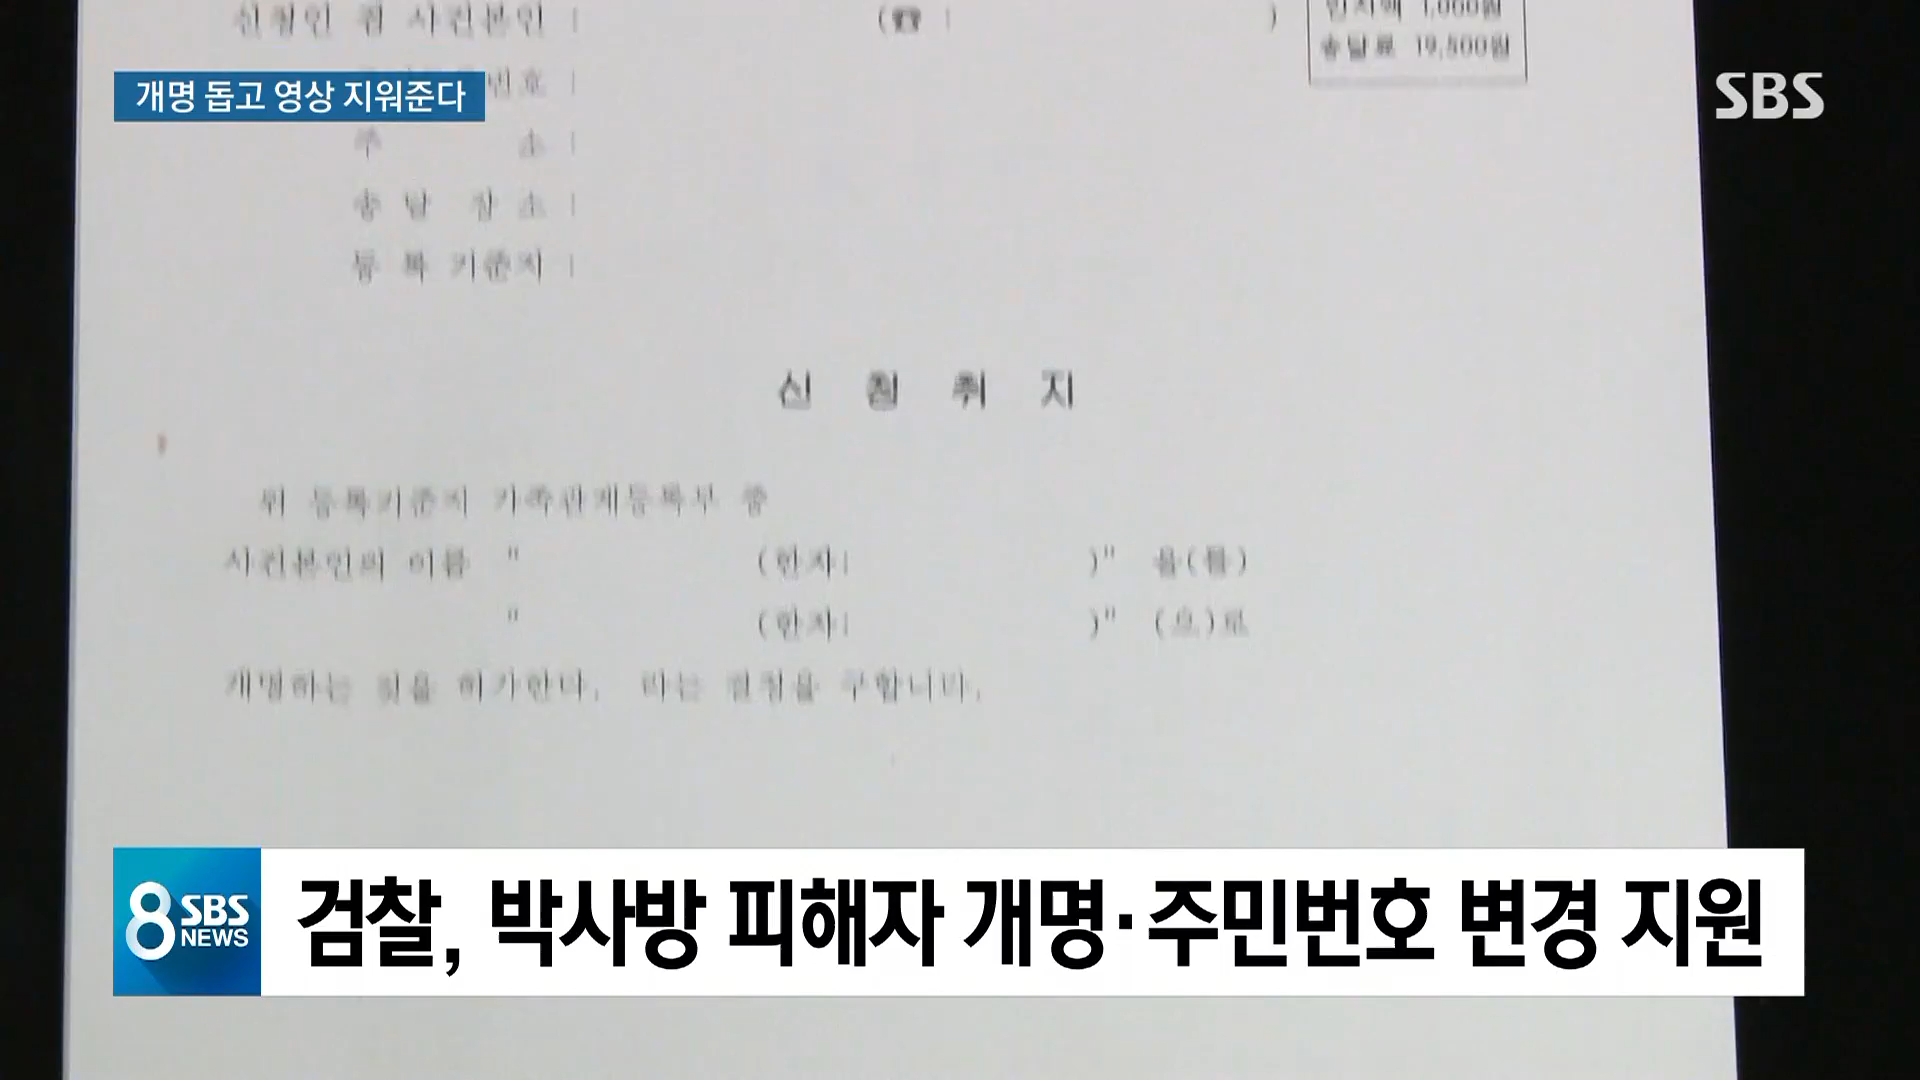 신청인 겸 사건본인 : (☎ : )
인지액 1,000원
송달료 19,500원
개명 돕고 영상 지워준다
번호 :
SBS
주 소 :
송 달 장 소 :
등 록 기준지 :
신 청 취 지
위 등록기준지 가족관계등록부 중
사건본인의 이름 " (한자: )" 을(를)
" (한자: )" (으)로
개명하는 것을 허가한다. 라는 결정을 구합니다.
8 SBS NEWS
검찰, 박사방 피해자 개명·주민번호 변경 지원